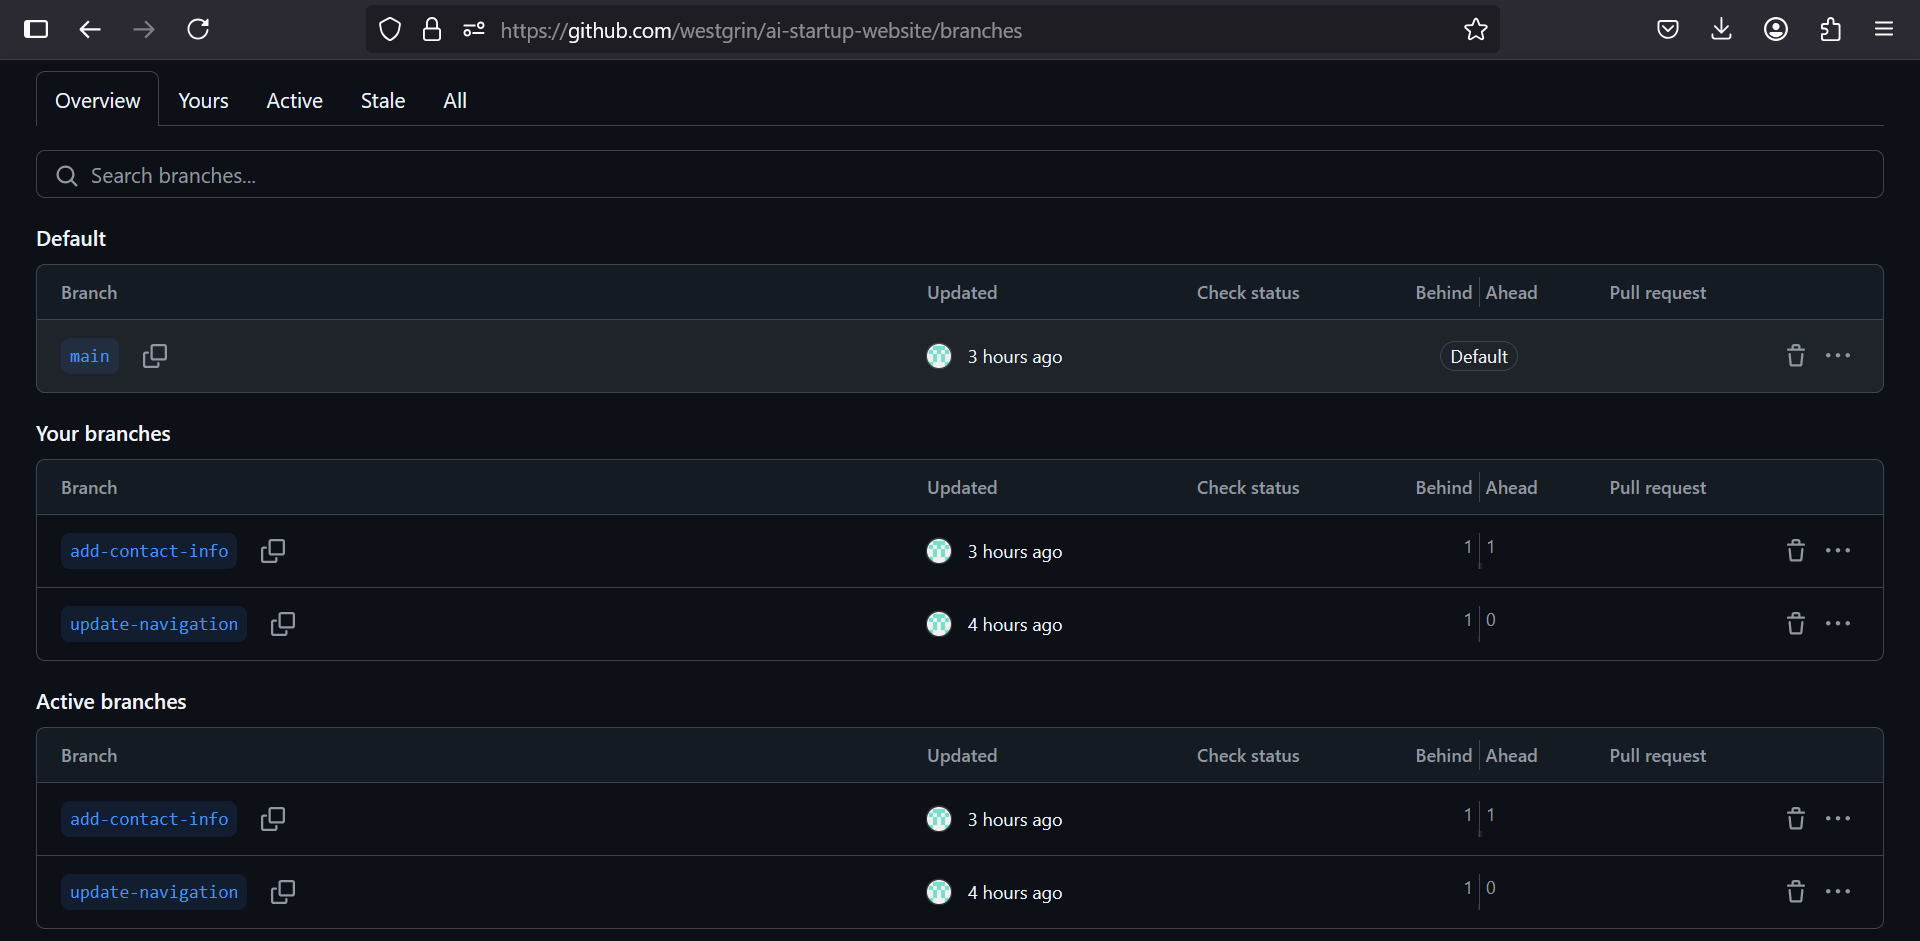 https://github.com/westgrin/ai-startup-website/branches
Overview Yours Active Stale All
Search branches...
Default
Branch Updated Check status Behind Ahead Pull request
main 3 hours ago Default
Your branches
Branch Updated Check status Behind Ahead Pull request
add-contact-info 3 hours ago 1 1
update-navigation 4 hours ago 1 0
Active branches
Branch Updated Check status Behind Ahead Pull request
add-contact-info 3 hours ago 1 1
update-navigation 4 hours ago 1 0